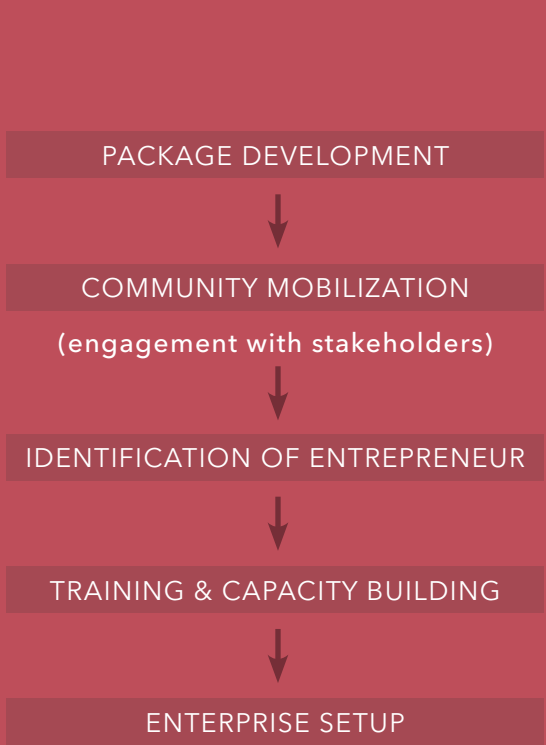 PACKAGE DEVELOPMENT
COMMUNITY MOBILIZATION
(engagement with stakeholders)
IDENTIFICATION OF ENTREPRENEUR
TRAINING & CAPACITY BUILDING
ENTERPRISE SETUP